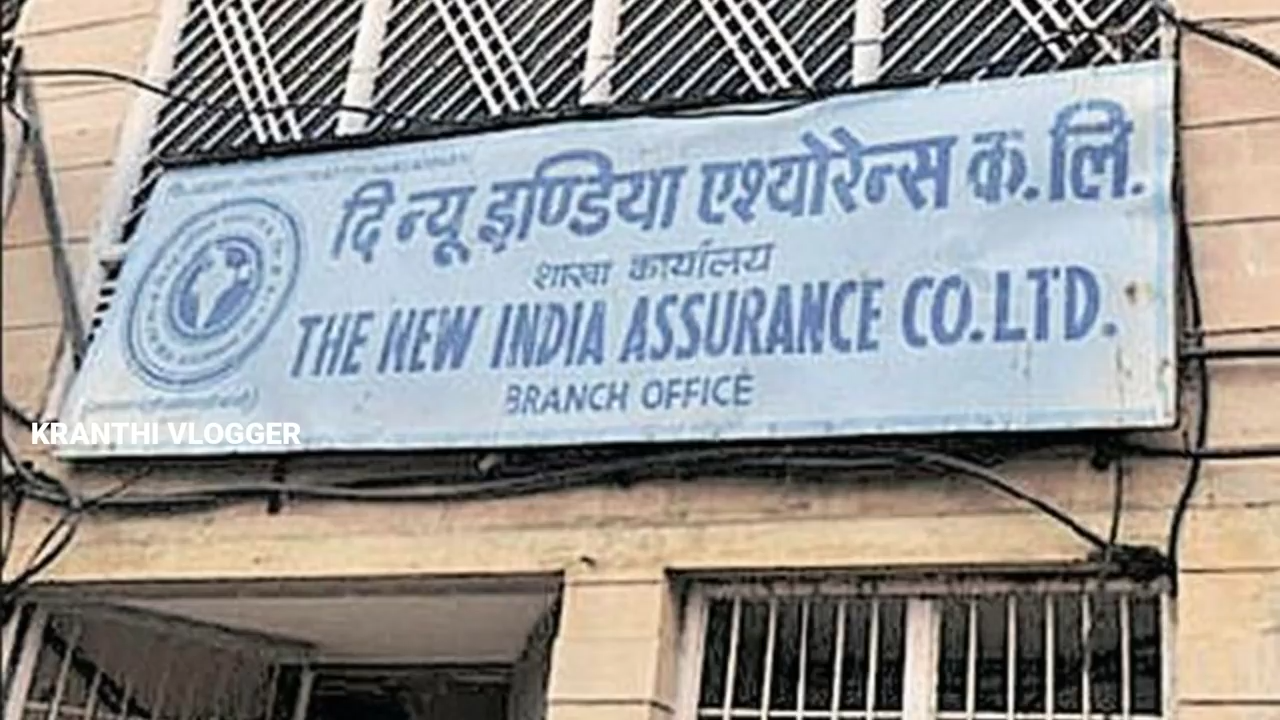 दि न्यू इण्डिया एश्योरेन्स कं. लि.
शाखा कार्यालय
THE NEW INDIA ASSURANCE CO. LTD.
BRANCH OFFICE
KRANTHI VLOGGER